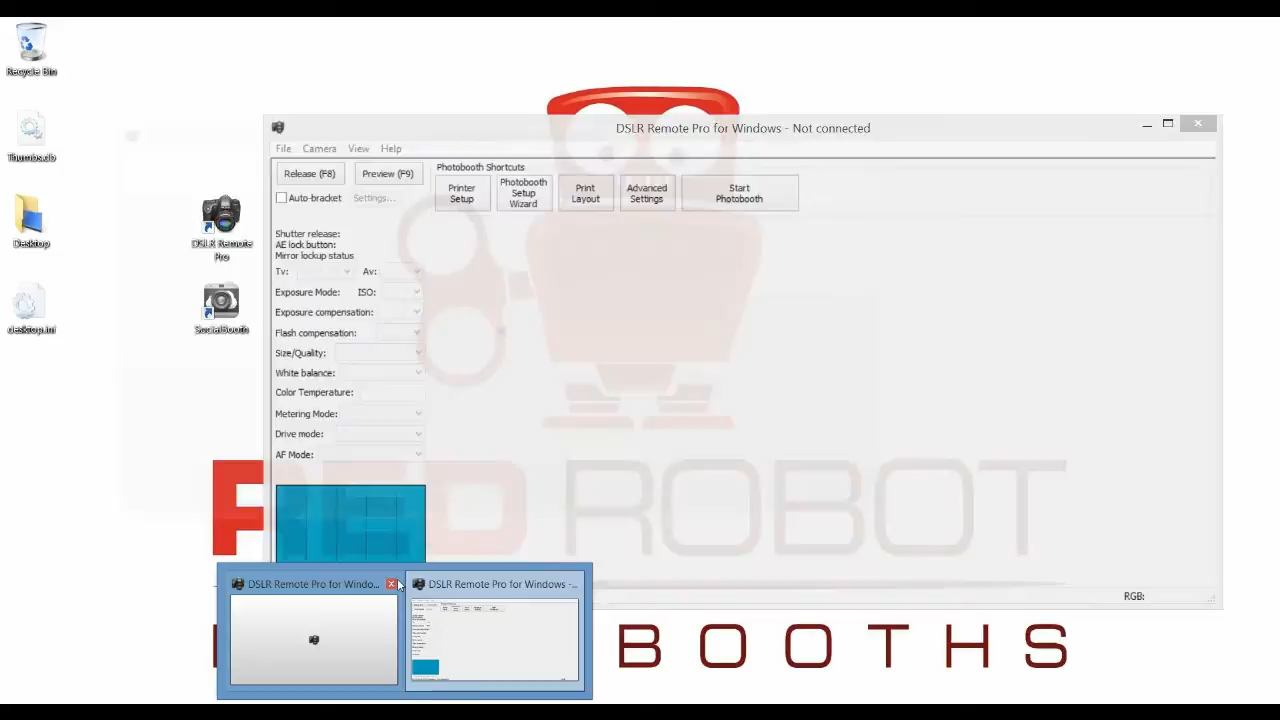 Recycle Bin
Thumbs.db
Desktop
desktop.ini
DSLR Remote
Pro
SocialBooth
DSLR Remote Pro for Windows - Not connected
File Camera View Help
Release (F8) Preview (F9)
Auto-bracket Settings...
Photobooth Shortcuts
Printer
Setup
Photobooth
Setup
Wizard
Print
Layout
Advanced
Settings
Start
Photobooth
Shutter release:
AE lock button:
Mirror lockup status
Tv: Av:
Exposure Mode: ISO:
Exposure compensation:
Flash compensation:
Size/Quality:
White balance:
Color Temperature:
Metering Mode:
Drive mode:
AF Mode:
RGB:
RED ROBOT
BOOTHS
DSLR Remote Pro for Windo...
DSLR Remote Pro for Windows -...